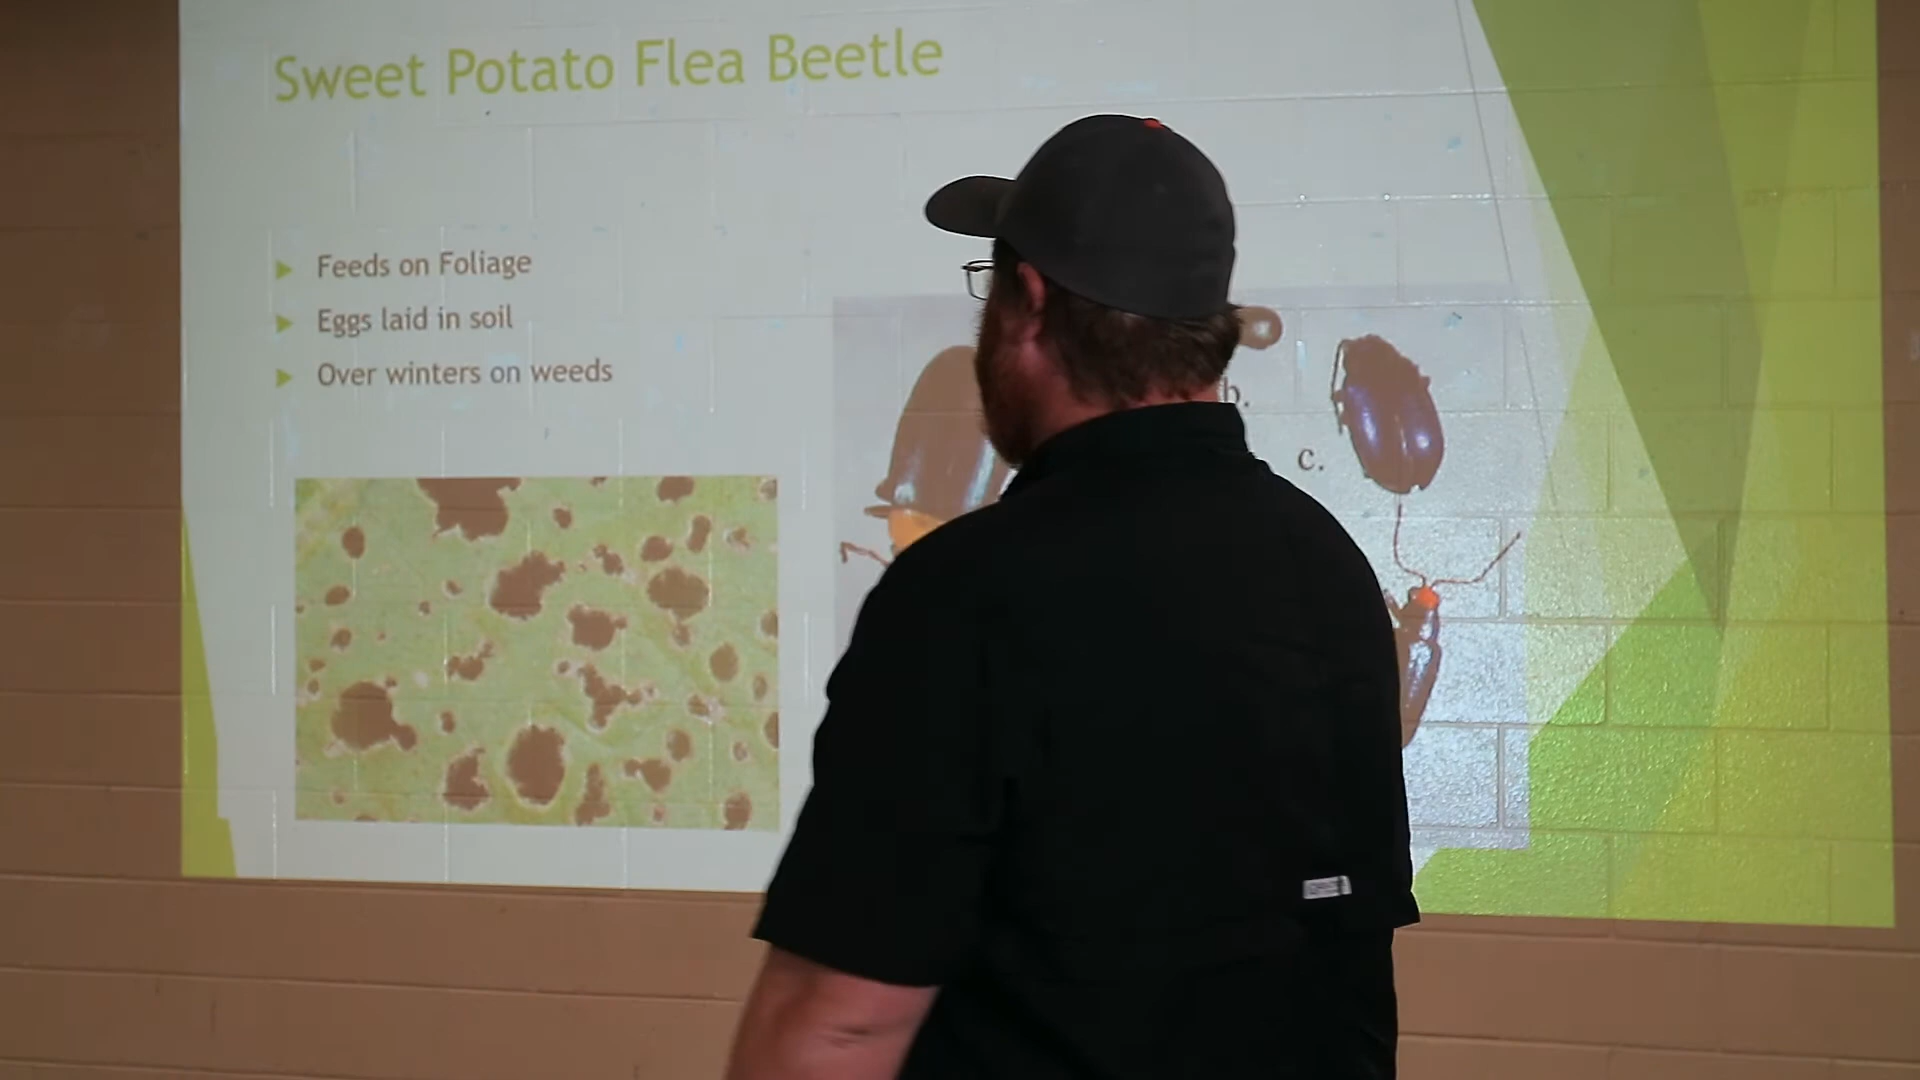 Sweet Potato Flea Beetle
Feeds on Foliage
Eggs laid in soil
Over winters on weeds
b.
c.